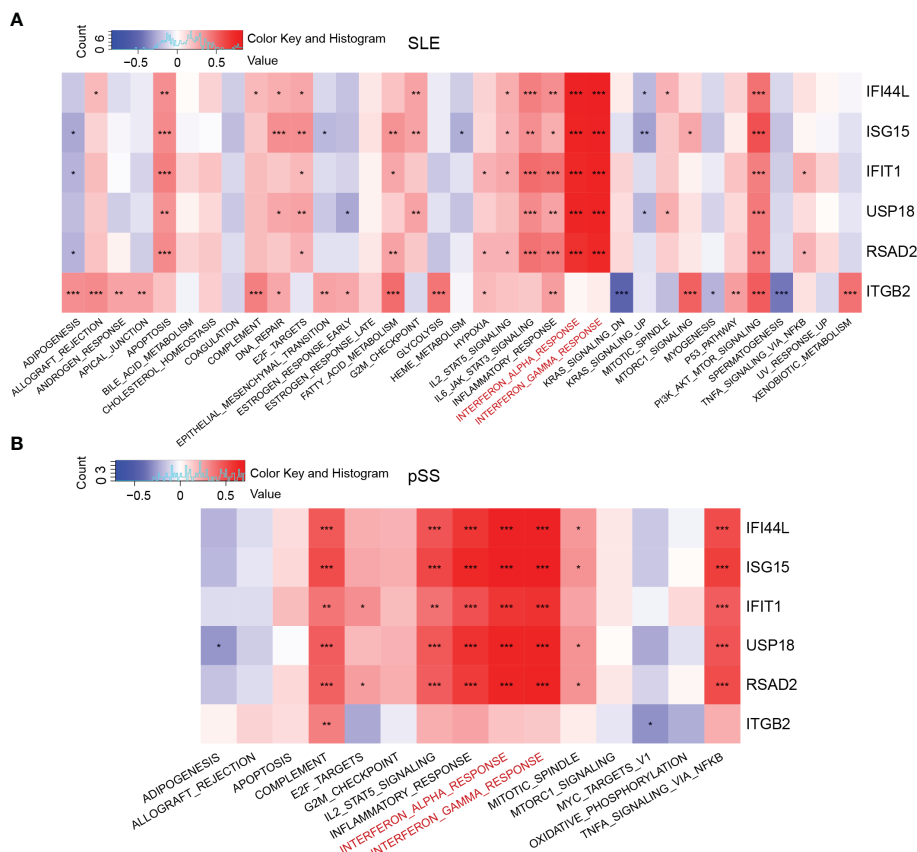 A
Count
0 6
Color Key and Histogram
SLE
−0.5 0 0.5
Value
* ** * * * ** * *** ** *** *** * * *** IFI44L
* *** *** ** * ** ** * * ** * *** *** ** * *** ISG15
* *** * * * * *** *** *** *** *** * IFIT1
** * ** * ** *** ** *** *** * * *** USP18
* *** * ** * * *** ** *** *** *** * RSAD2
*** *** ** ** *** * ** * *** *** * ** *** *** * ** *** *** *** ITGB2
ADIPOGENESIS
ALLOGRAFT_REJECTION
ANDROGEN_RESPONSE
APICAL_JUNCTION
APOPTOSIS
BILE_ACID_METABOLISM
CHOLESTEROL_HOMEOSTASIS
COAGULATION
COMPLEMENT
DNA_REPAIR
E2F_TARGETS
EPITHELIAL_MESENCHYMAL_TRANSITION
ESTROGEN_RESPONSE_EARLY
ESTROGEN_RESPONSE_LATE
FATTY_ACID_METABOLISM
G2M_CHECKPOINT
GLYCOLYSIS
HEME_METABOLISM
HYPOXIA
IL2_STAT5_SIGNALING
IL6_JAK_STAT3_SIGNALING
INFLAMMATORY_RESPONSE
INTERFERON_ALPHA_RESPONSE
INTERFERON_GAMMA_RESPONSE
KRAS_SIGNALING_DN
KRAS_SIGNALING_UP
MITOTIC_SPINDLE
MTORC1_SIGNALING
MYOGENESIS
P53_PATHWAY
PI3K_AKT_MTOR_SIGNALING
SPERMATOGENESIS
TNFA_SIGNALING_VIA_NFKB
UV_RESPONSE_UP
XENOBIOTIC_METABOLISM
B
Count
0 3
Color Key and Histogram
pSS
−0.5 0 0.5
Value
*** *** *** *** *** * *** IFI44L
*** *** *** *** *** * *** ISG15
** * ** *** *** *** *** IFIT1
* *** *** *** *** *** * *** USP18
*** * *** *** *** *** * *** RSAD2
** * ITGB2
ADIPOGENESIS
ALLOGRAFT_REJECTION
APOPTOSIS
COMPLEMENT
E2F_TARGETS
G2M_CHECKPOINT
IL2_STAT5_SIGNALING
INFLAMMATORY_RESPONSE
INTERFERON_ALPHA_RESPONSE
INTERFERON_GAMMA_RESPONSE
MITOTIC_SPINDLE
MTORC1_SIGNALING
MYC_TARGETS_V1
OXIDATIVE_PHOSPHORYLATION
TNFA_SIGNALING_VIA_NFKB